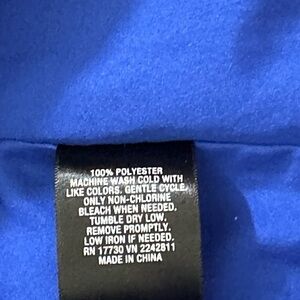 100% POLYESTER
MACHINE WASH COLD WITH
LIKE COLORS. GENTLE CYCLE.
ONLY NON-CHLORINE
BLEACH WHEN NEEDED.
TUMBLE DRY LOW.
REMOVE PROMPTLY.
LOW IRON IF NEEDED.
RN 17730 VN 2242811
MADE IN CHINA